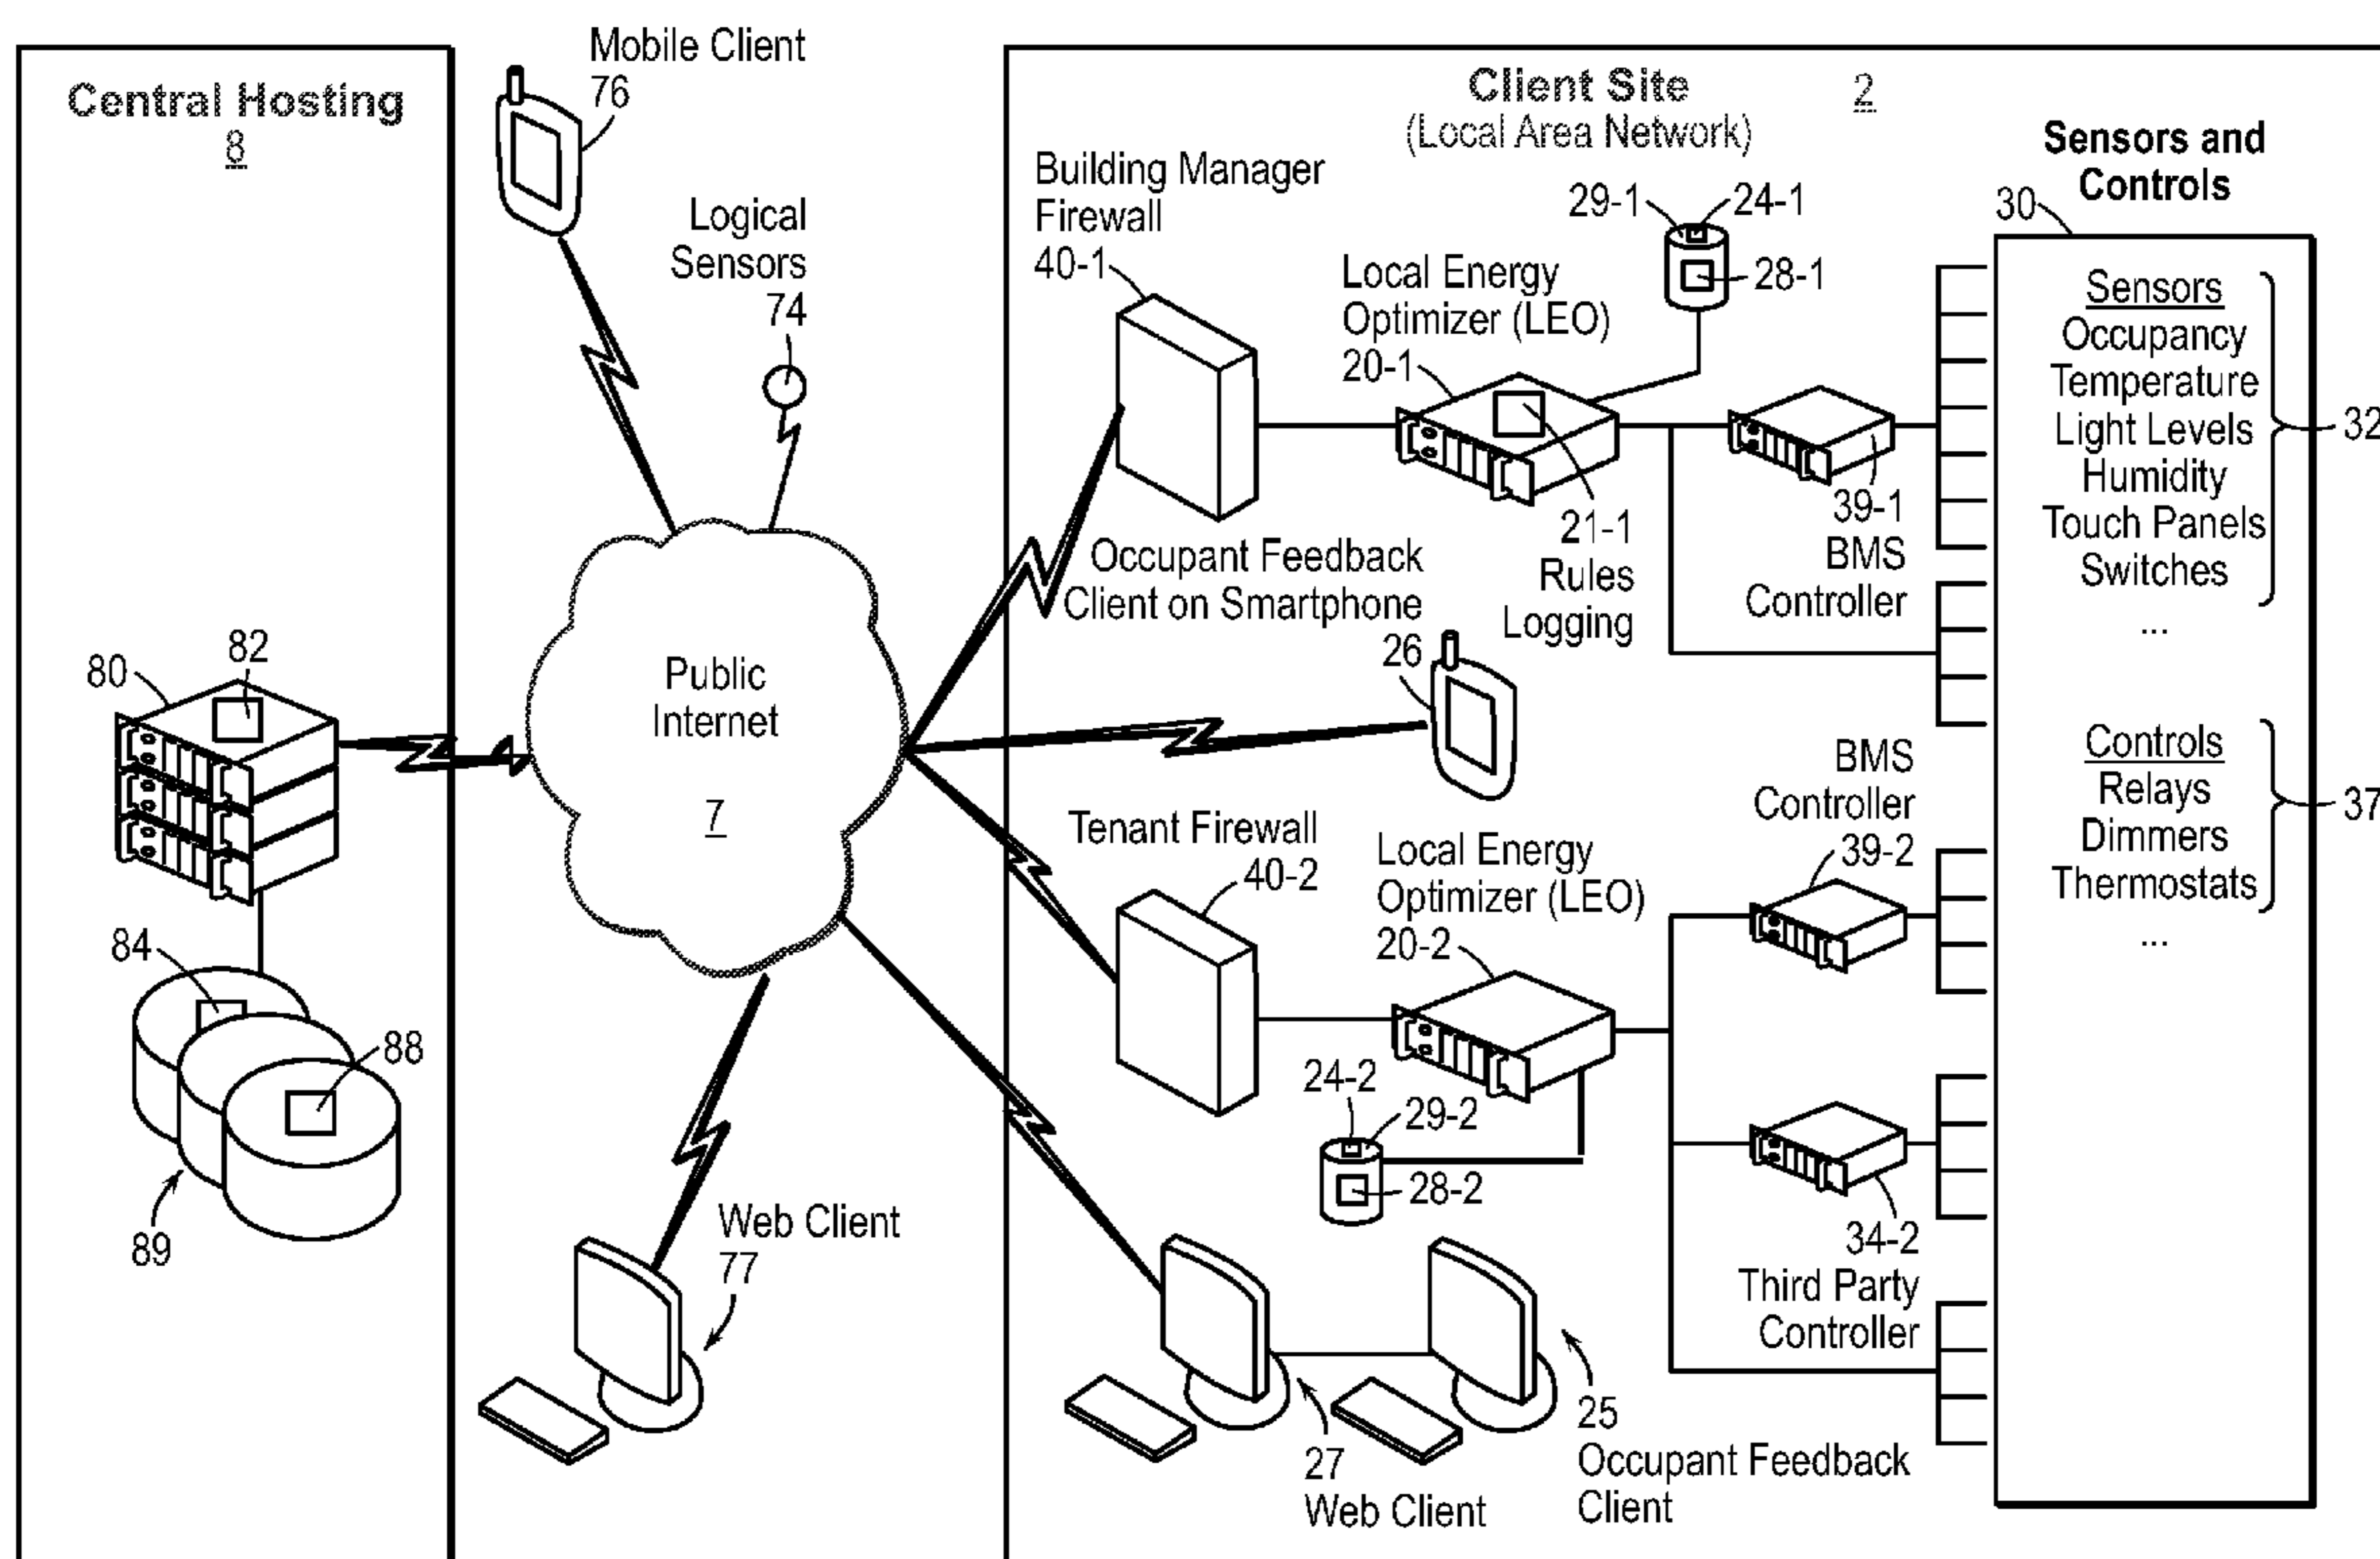 Central Hosting
8
80
82
84
88
89
Mobile Client
76
Logical
Sensors
74
Public
Internet
7
Web Client
77
Client Site
(Local Area Network)
2
Building Manager
Firewall
40-1
Local Energy
Optimizer (LEO)
20-1
29-1
24-1
28-1
21-1
Rules
Logging
39-1
BMS
Controller
Occupant Feedback
Client on Smartphone
26
Tenant Firewall
40-2
Local Energy
Optimizer (LEO)
20-2
24-2
29-2
28-2
BMS
Controller
39-2
34-2
Third Party
Controller
27
Web Client
25
Occupant Feedback
Client
Sensors and
Controls
30
Sensors
Occupancy
Temperature
Light Levels
Humidity
Touch Panels
Switches
...
32
Controls
Relays
Dimmers
Thermostats
...
37